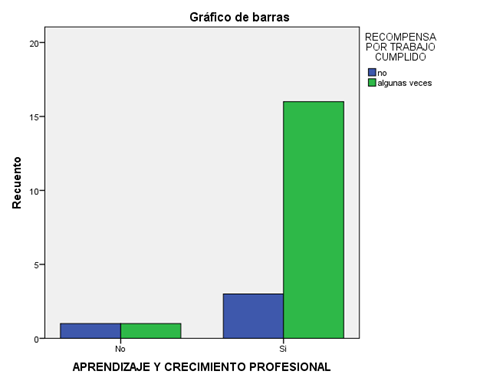 Gráfico de barras
RECOMPENSA
POR TRABAJO
CUMPLIDO
no
algunas veces
Recuento
20
15
10
5
0
No
Si
APRENDIZAJE Y CRECIMIENTO PROFESIONAL